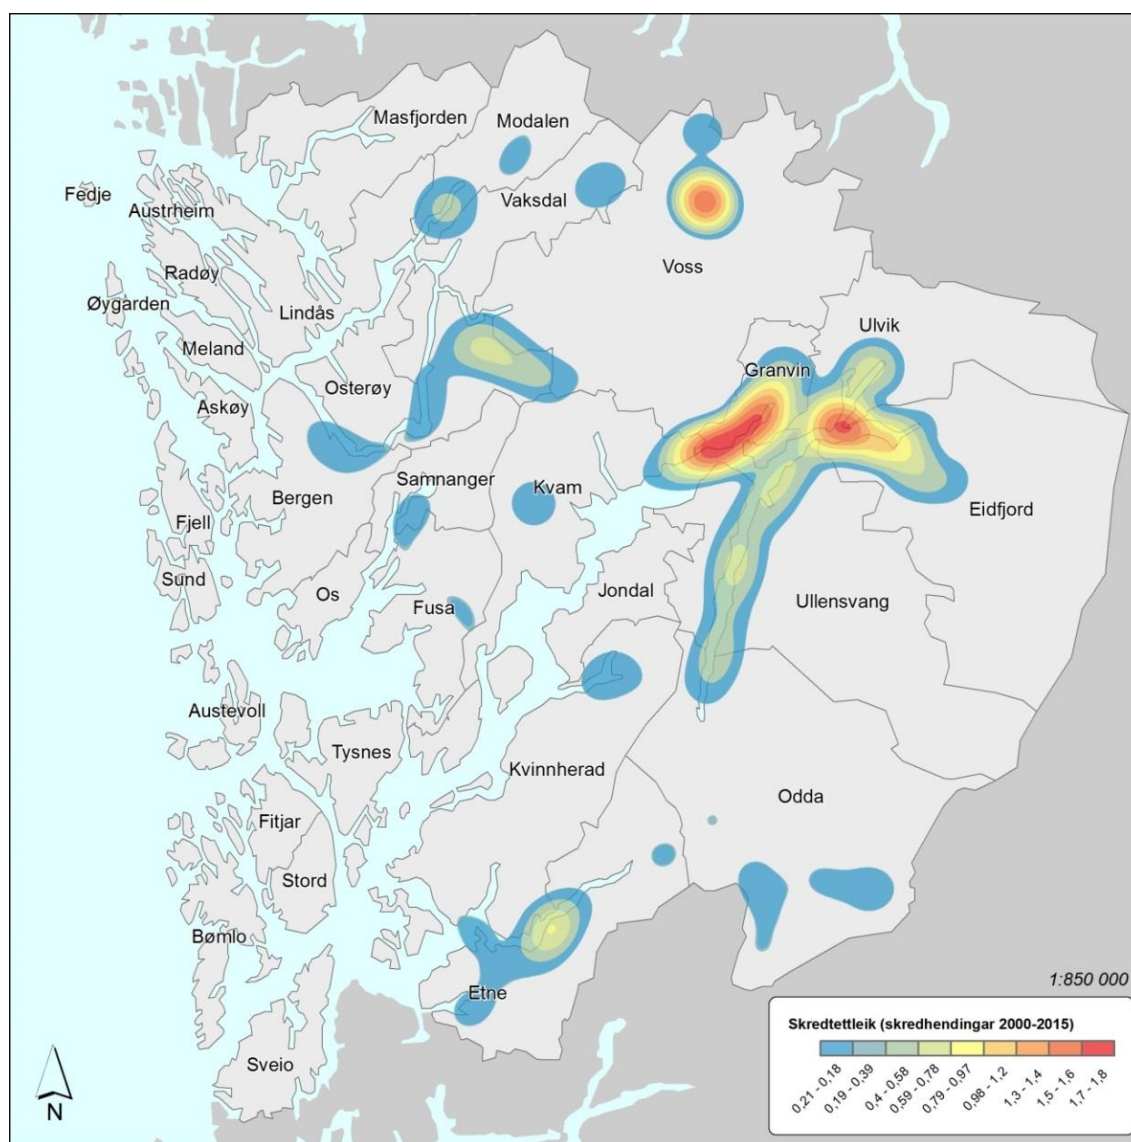 Masfjorden
Modalen
Fedje
Austrheim
Vaksdal
Radøy
Voss
Øygarden
Lindås
Ulvik
Meland
Granvin
Osterøy
Askøy
Samnanger
Kvam
Bergen
Eidfjord
Fjell
Sund
Os
Jondal
Fusa
Ullensvang
Austevoll
Tysnes
Kvinnherad
Odda
Fitjar
Stord
Bømlo
1:850 000
Etne
Sveio
N
Skredtettleik (skredhendingar 2000-2015)
0,21 - 0,18
0,19 - 0,39
0,4 - 0,58
0,59 - 0,78
0,79 - 0,97
0,98 - 1,2
1,3 - 1,4
1,5 - 1,6
1,7 - 1,8